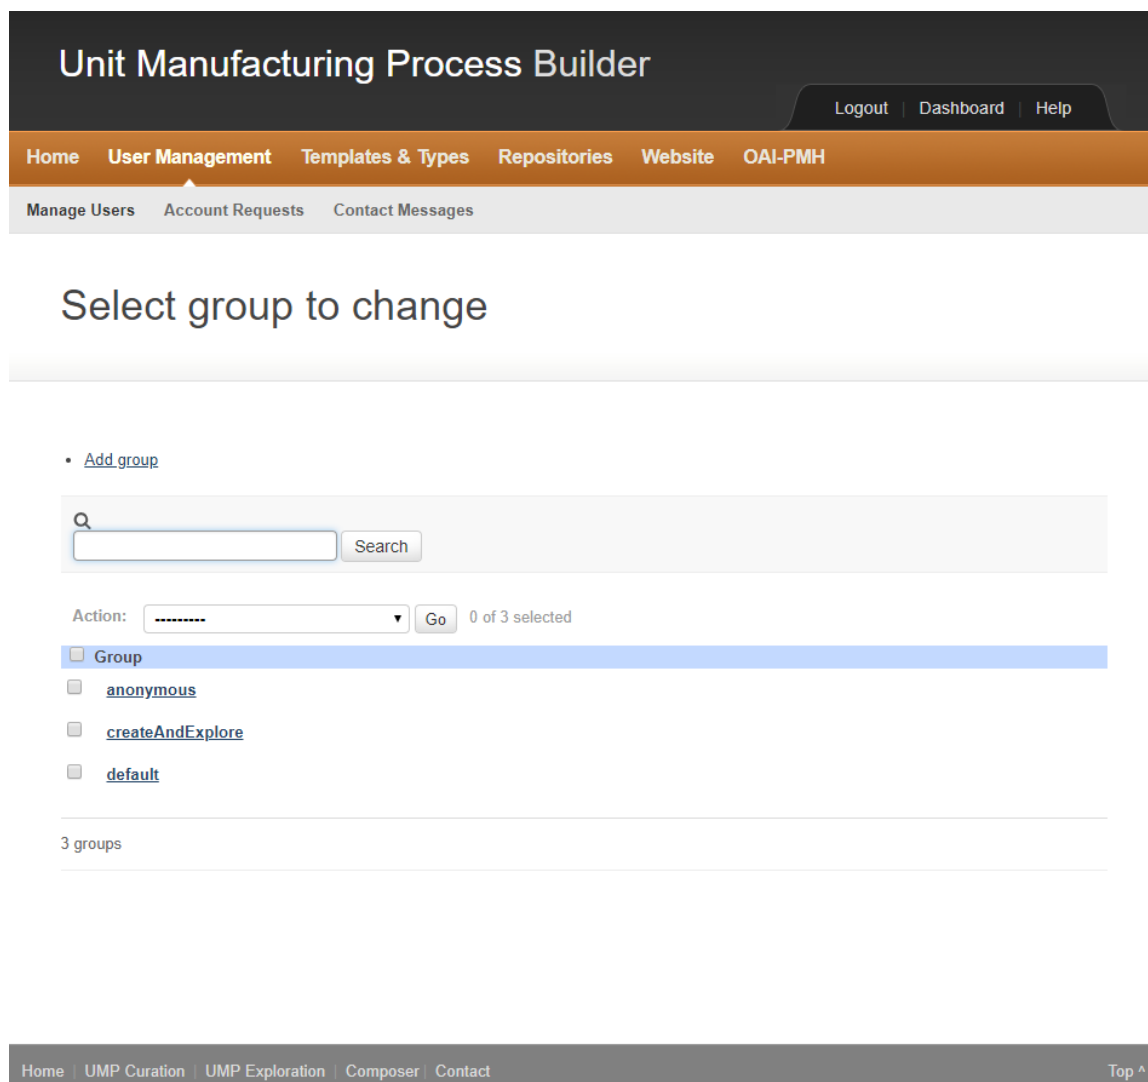 Unit Manufacturing Process Builder
Logout | Dashboard | Help
Home User Management Templates & Types Repositories Website OAI-PMH
Manage Users Account Requests Contact Messages
Select group to change
• Add group
Search
Action: --------- Go 0 of 3 selected
Group
anonymous
createAndExplore
default
3 groups
Home | UMP Curation | UMP Exploration | Composer | Contact Top ^